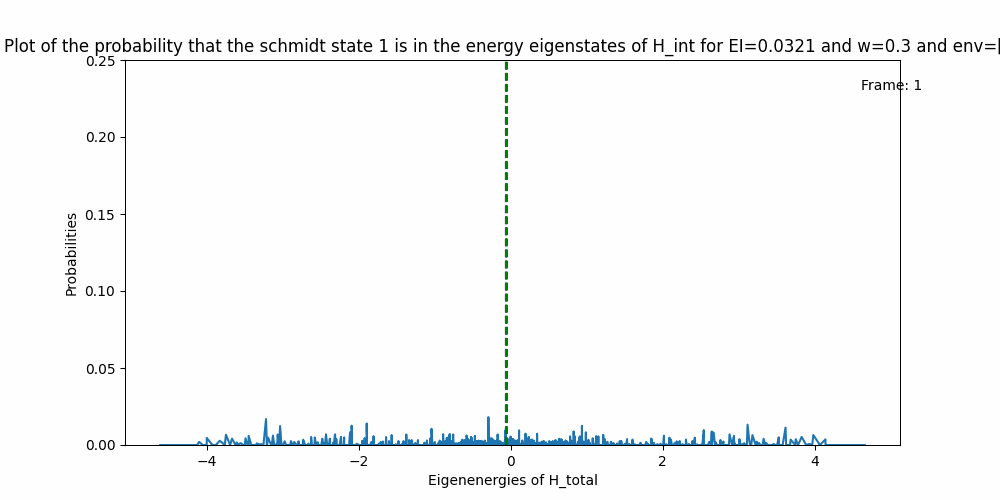 Plot of the probability that the schmidt state 1 is in the energy eigenstates of H_int for EI=0.0321 and w=0.3 and env=
Frame: 1
0.25
0.20
0.15
0.10
0.05
0.00
Probabilities
−4 −2 0 2 4
Eigenenergies of H_total